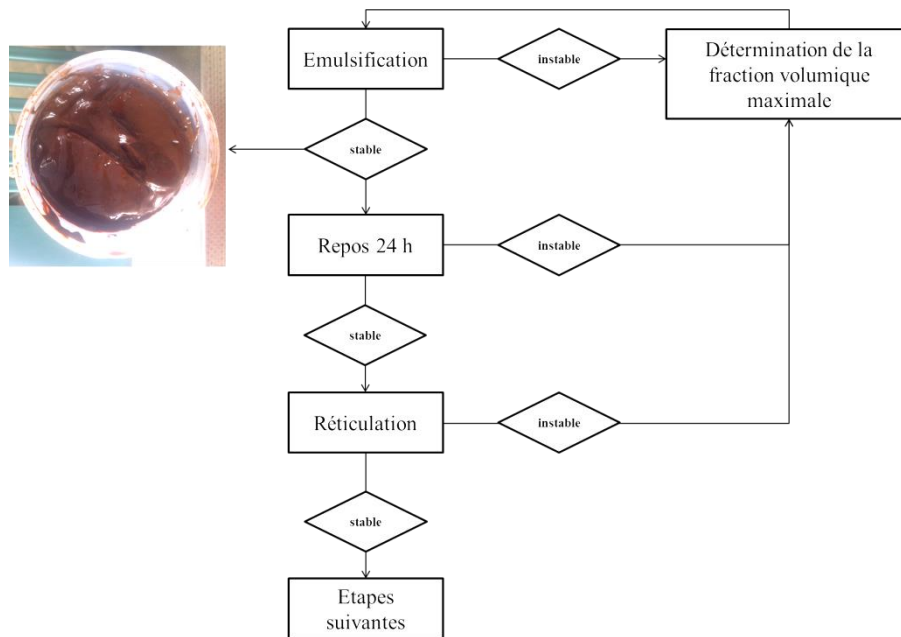 Emulsification
instable
Détermination de la
fraction volumique
maximale
stable
Repos 24 h
instable
stable
Réticulation
instable
stable
Etapes
suivantes